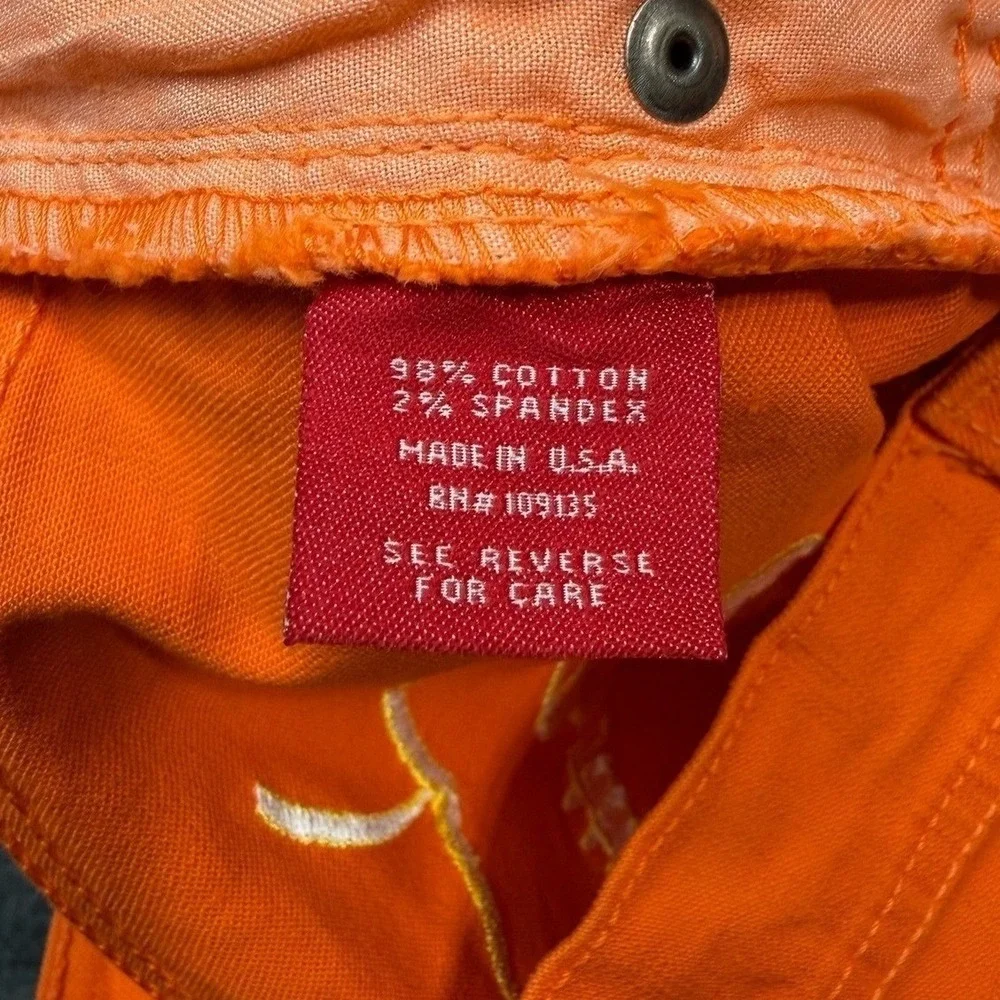 98% COTTON
2% SPANDEX
MADE IN U.S.A.
RN# 109135
SEE REVERSE
FOR CARE